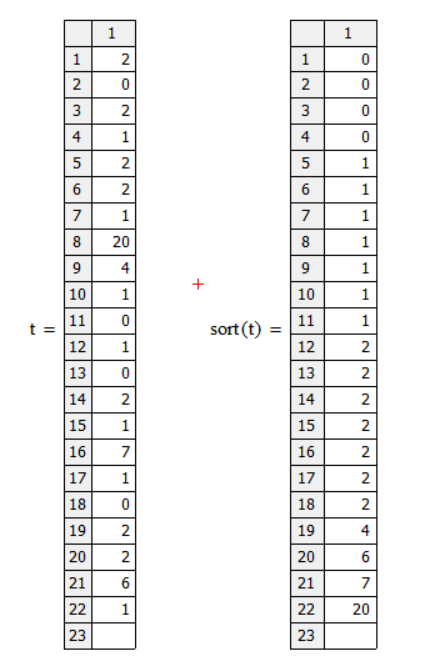 1 1
1 2 1 0
2 0 2 0
3 2 3 0
4 1 4 0
5 2 5 1
6 2 6 1
7 1 7 1
8 20 8 1
9 4 9 1
10 1 10 1
t = 11 0 sort(t) = 11 1
12 1 12 2
13 0 13 2
14 2 14 2
15 1 15 2
16 7 16 2
17 1 17 2
18 0 18 2
19 2 19 4
20 2 20 6
21 6 21 7
22 1 22 20
23 23